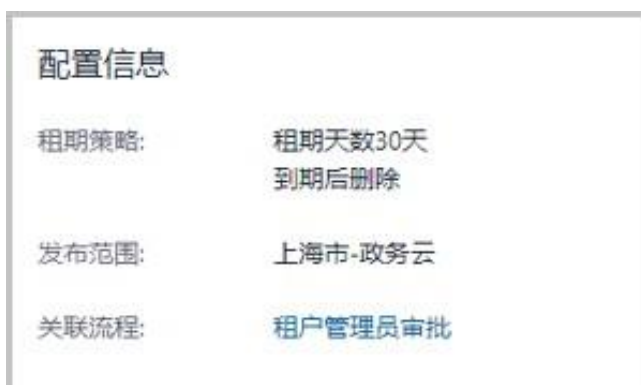 配置信息
租期策略: 租期天数30天
到期后删除
发布范围: 上海市-政务云
关联流程: 租户管理员审批